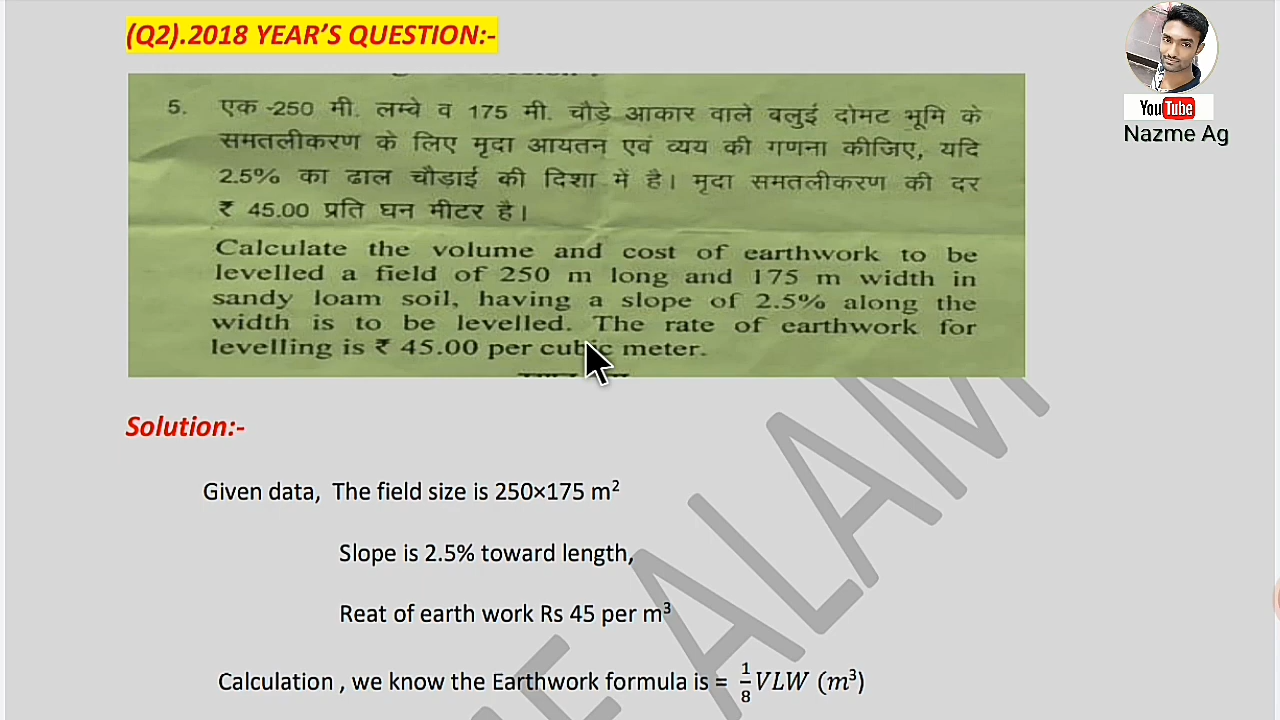 (Q2).2018 YEAR'S QUESTION:-
You Tube
Nazme Ag
5. एक 250 मी. लम्बे व 175 मी. चौड़े आकार वाले बलुई दोमट भूमि के
समतलीकरण के लिए मृदा आयतन एवं व्यय की गणना कीजिए, यदि
2.5% का ढाल चौड़ाई की दिशा में है। मृदा समतलीकरण की दर
₹ 45.00 प्रति घन मीटर है।
Calculate the volume and cost of earthwork to be
levelled a field of 250 m long and 175 m width in
sandy loam soil, having a slope of 2.5% along the
width is to be levelled. The rate of earthwork for
levelling is ₹ 45.00 per cubic meter.
Solution:-
Given data, The field size is 250×175 m²
Slope is 2.5% toward length,
Reat of earth work Rs 45 per m³
Calculation , we know the Earthwork formula is = 1/8 VLW (m³)
ME ALAM